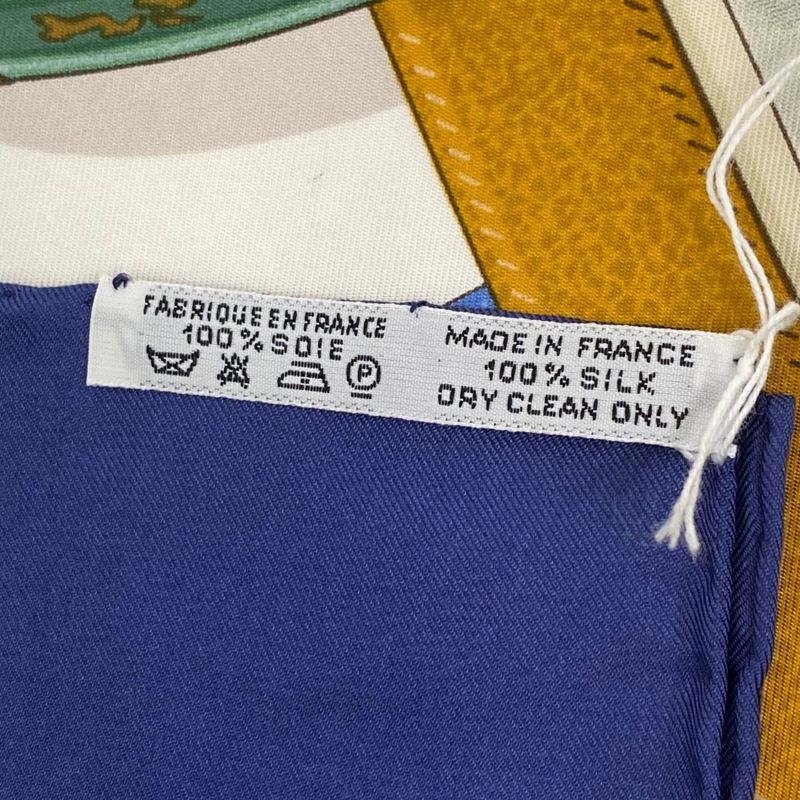 FABRIQUE EN FRANCE
100% SOIE
P
MADE IN FRANCE
100% SILK
DRY CLEAN ONLY